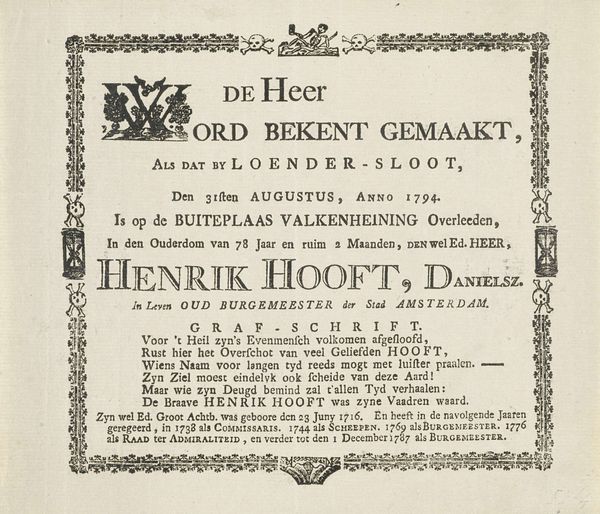 DE Heer
WORD BEKENT GEMAAKT,
ALS DAT BY LOENDER-SLOOT,
Den 31sten AUGUSTUS, ANNO 1794.
Is op de BUITEPLAAS VALKENHEINING Overleeden,
In den Ouderdom van 78 Jaar en ruim 2 Maanden, DEN wel Ed. HEER,
HENRIK HOOFT, DANIELSZ.
In Leven OUD BURGEMEESTER der Stad AMSTERDAM.
GRAF-SCHRIFT.
Voor 't Heil zyn's Evenmensch volkomen afgesloofd,
Rust hier het Overschot van veel Geliefden HOOFT,
Wiens Naam voor langen tyd reeds mogt met luister praalen. —
Zyn Ziel moest eindelyk ook scheide van deze Aard!
Maar wie zyn Deugd bemind zal t'allen Tyd verhaalen:
De Braave HENRIK HOOFT was zyne Vaadren waard.
Zyn wel Ed. Groot Achtb. was geboore den 23 Juny 1716. En heeft in de navolgende Jaaren
geregeerd, in 1738 als COMMISSARIS. 1744 als SCHEEPEN. 1769 als BURGEMEESTER. 1776
als RAAD ter ADMIRALITEID, en verder tot den 1 December 1787 als BURGEMEESTER.